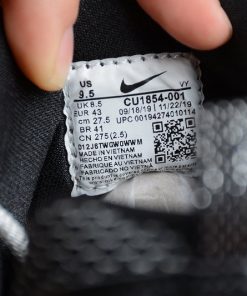 US
9.5
VY
UK 8.5
EUR 43
cm 27.5
BR 41
CN 275(2.5)
CU1854-001
09/18/19 11/22/19
UPC 00194274010114
MADE IN VIETNAM
HECHO EN VIETNAM
FABRIQUÉ AU VIETNAM
FABRICADO NO VIETNAM